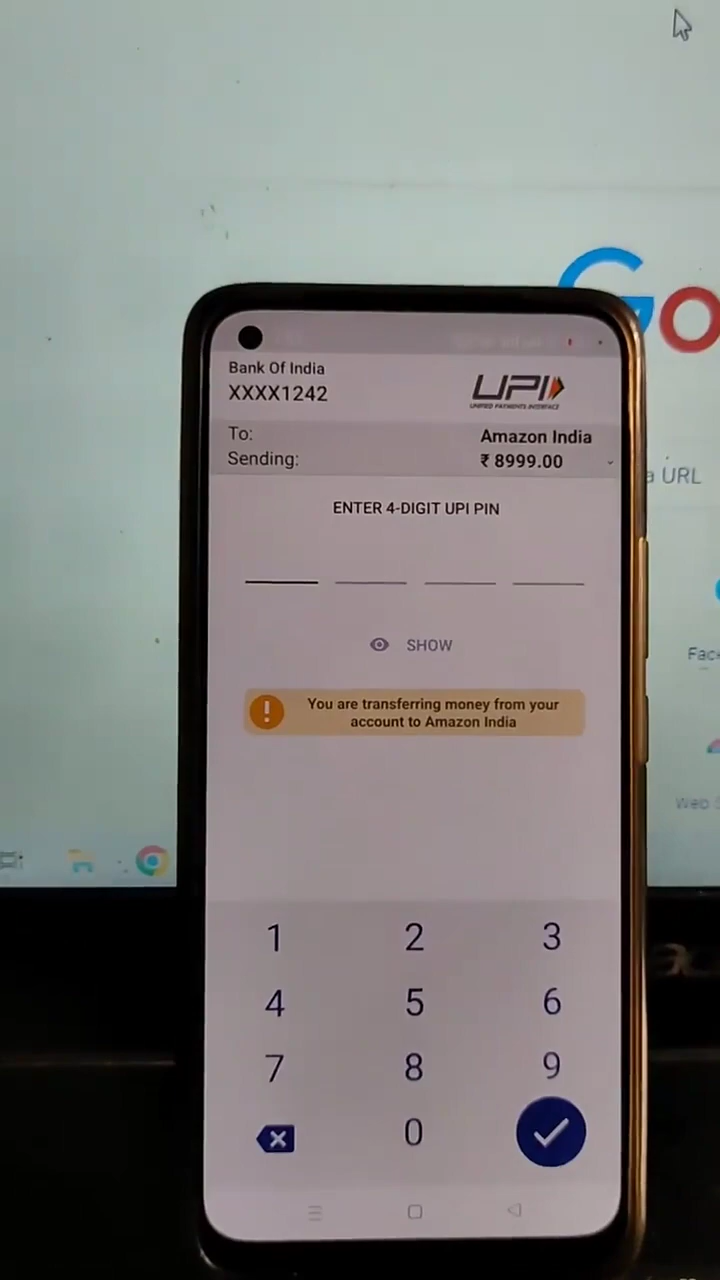 Go
a URL
Bank Of India
XXXX1242
UPI
UNIFIED PAYMENTS INTERFACE
To: Amazon India
Sending: ₹ 8999.00
ENTER 4-DIGIT UPI PIN
SHOW
You are transferring money from your
account to Amazon India
Face
Web S
1 2 3
4 5 6
7 8 9
0